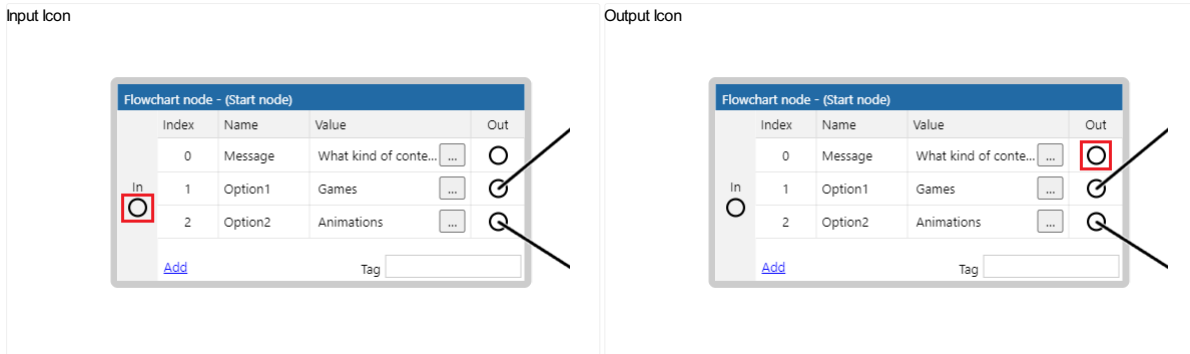 Input Icon
Flowchart node - (Start node)
Index Name Value Out
0 Message What kind of conte... ...
In
1 Option1 Games ...
2 Option2 Animations ...
Add Tag
Output Icon
Flowchart node - (Start node)
Index Name Value Out
0 Message What kind of conte... ...
In
1 Option1 Games ...
2 Option2 Animations ...
Add Tag